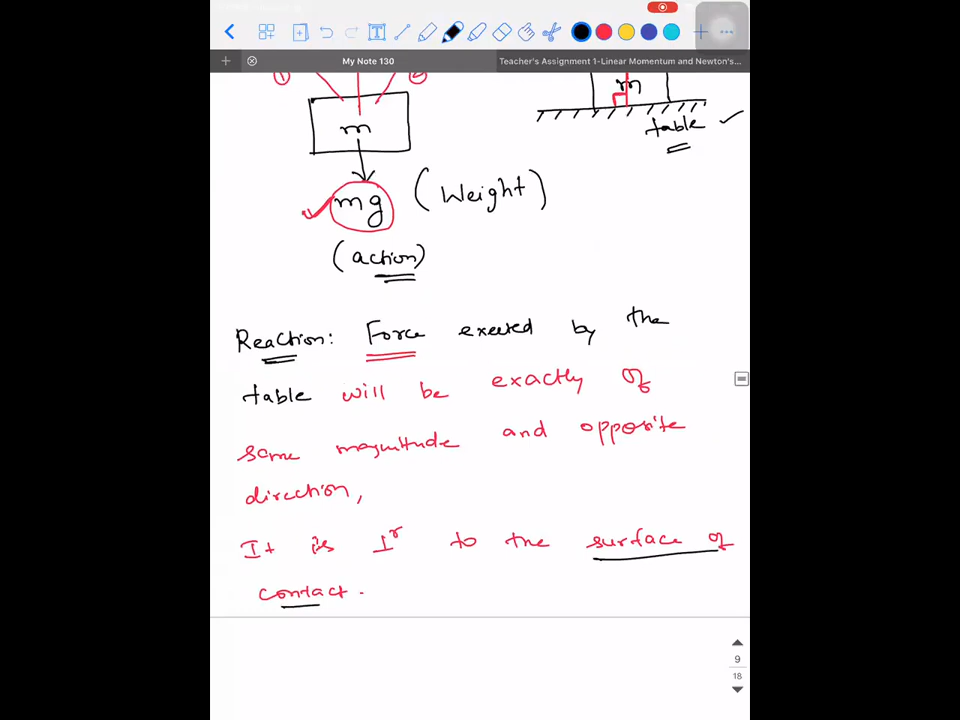 My Note 130
Teacher's Assignment 1-Linear Momentum and Newton's...
1
2
m
m
table
mg (Weight)
(action)
Reaction: Force exerted by the
table will be exactly of
same magnitude and opposite
direction,
It is ⊥r to the surface of
contact.
9
18